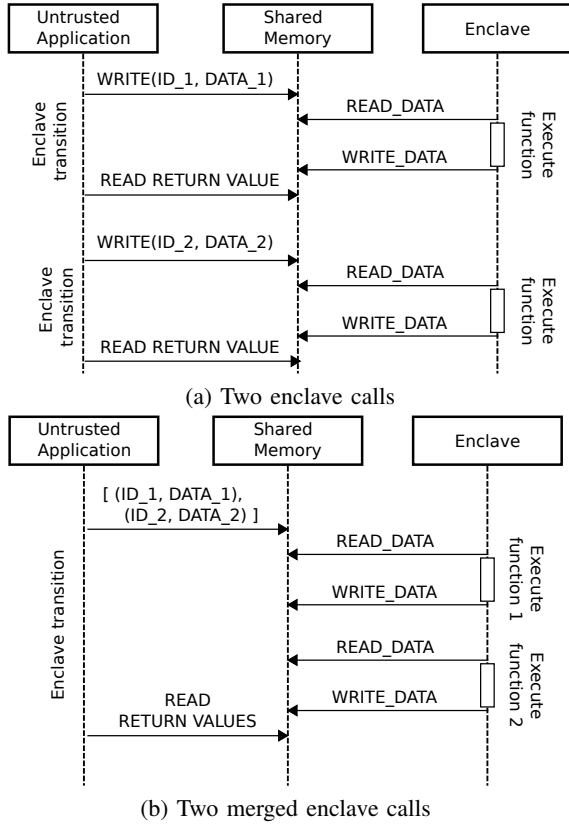 Untrusted
Application
Shared
Memory
Enclave
WRITE(ID_1, DATA_1)
READ_DATA
Enclave
transition
Execute
function
WRITE_DATA
READ RETURN VALUE
WRITE(ID_2, DATA_2)
READ_DATA
Enclave
transition
Execute
function
WRITE_DATA
READ RETURN VALUE
(a) Two enclave calls
Untrusted
Application
Shared
Memory
Enclave
[ (ID_1, DATA_1),
(ID_2, DATA_2) ]
READ_DATA
Execute
function 1
WRITE_DATA
Enclave transition
READ_DATA
Execute
function 2
WRITE_DATA
READ
RETURN VALUES
(b) Two merged enclave calls